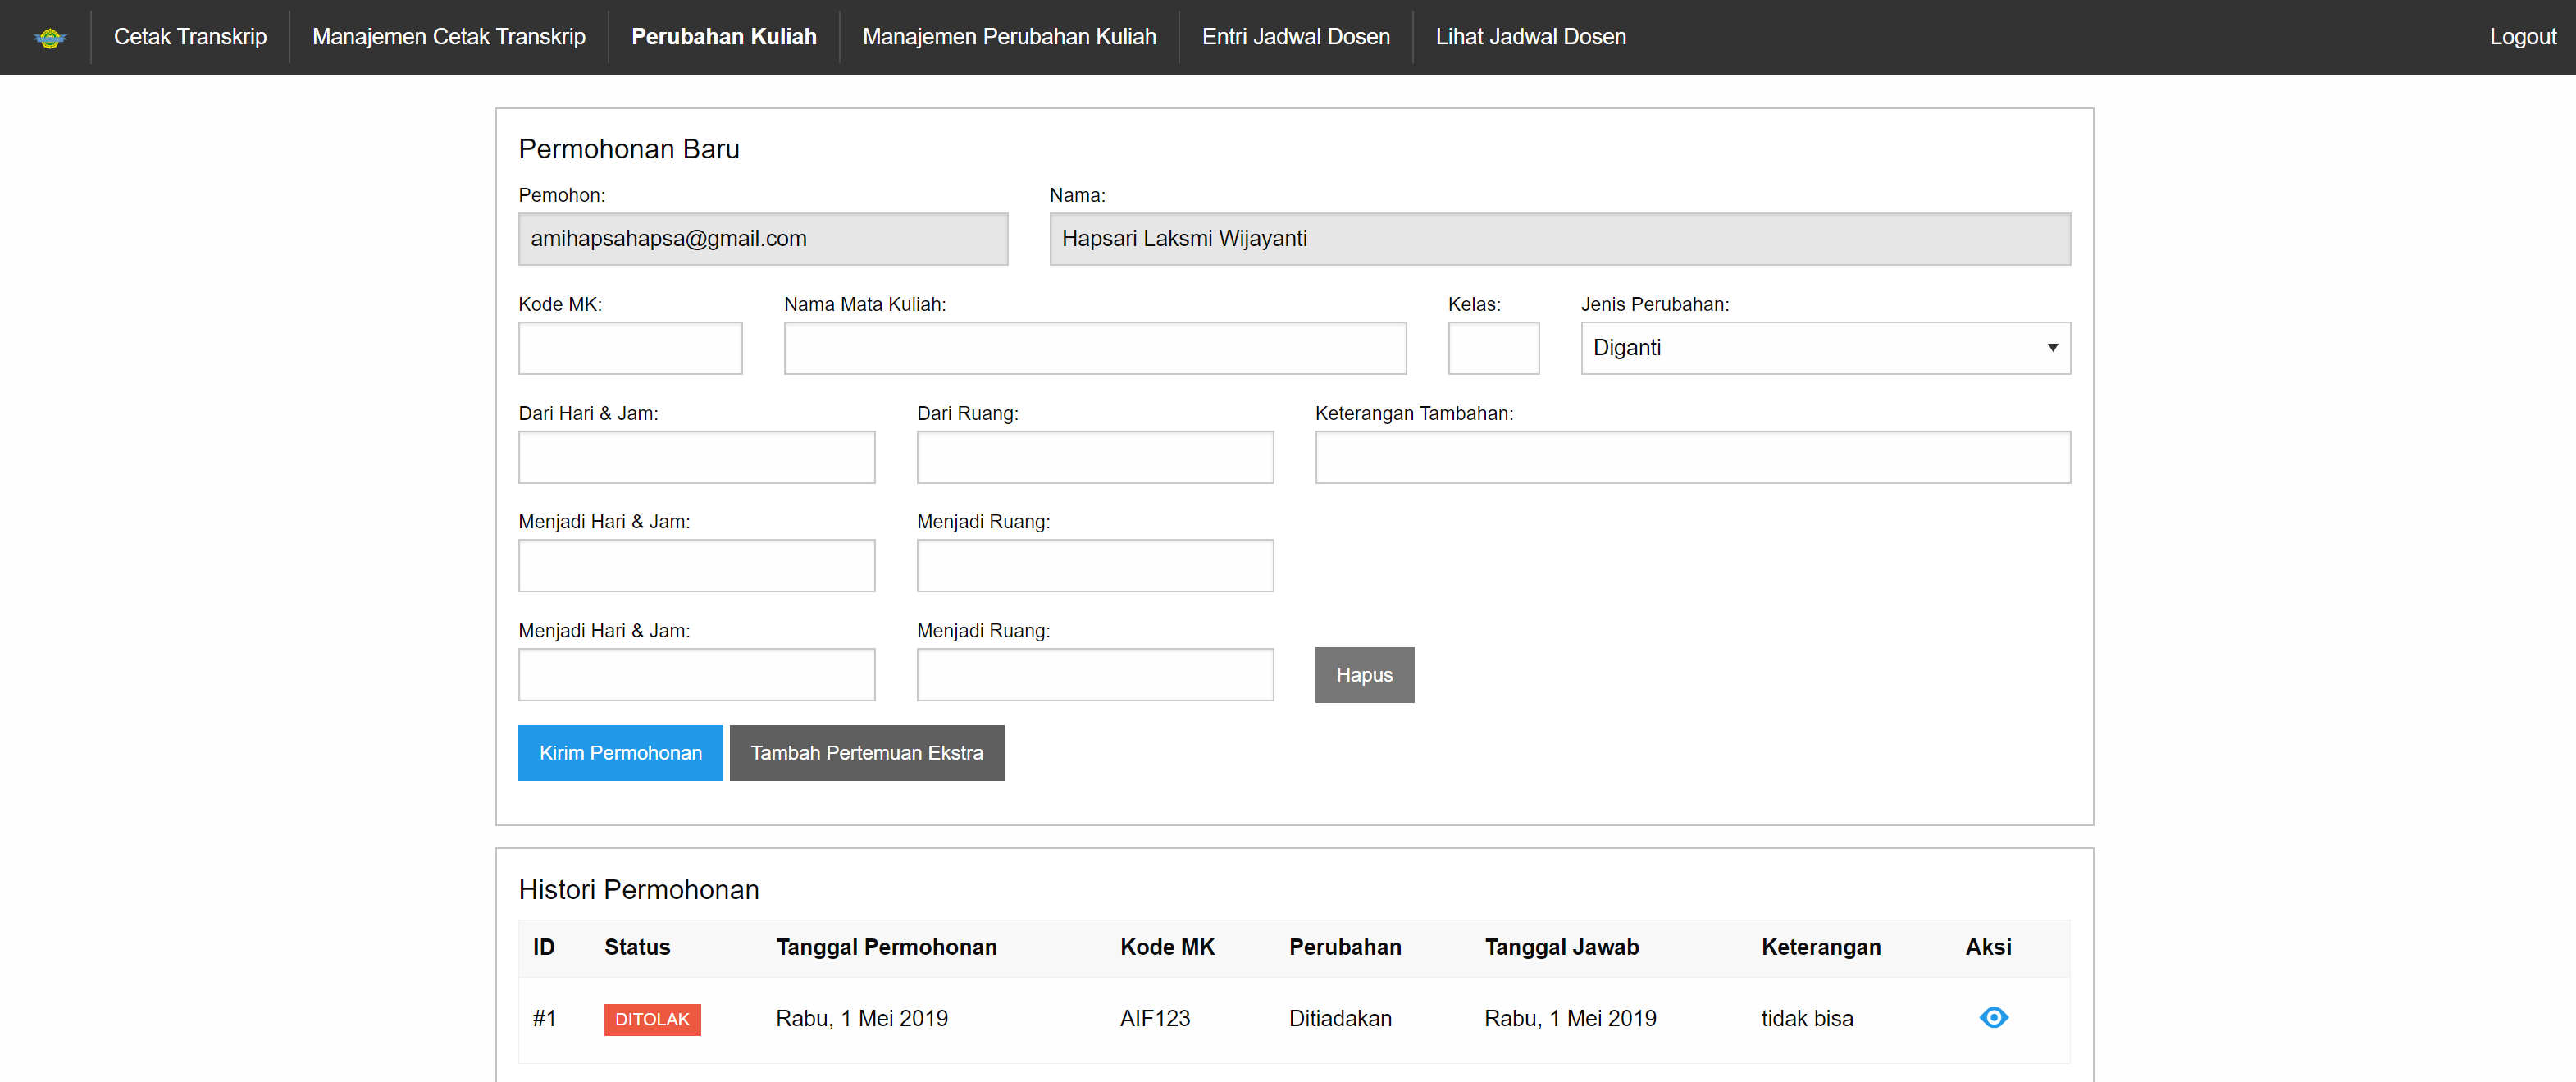 Cetak Transkrip Manajemen Cetak Transkrip Perubahan Kuliah Manajemen Perubahan Kuliah Entri Jadwal Dosen Lihat Jadwal Dosen Logout
Permohonan Baru
Pemohon: Nama:
amihapsahapsa@gmail.com Hapsari Laksmi Wijayanti
Kode MK: Nama Mata Kuliah: Kelas: Jenis Perubahan:
Diganti
Dari Hari & Jam: Dari Ruang: Keterangan Tambahan:
Menjadi Hari & Jam: Menjadi Ruang:
Menjadi Hari & Jam: Menjadi Ruang:
Hapus
Kirim Permohonan Tambah Pertemuan Ekstra
Histori Permohonan
ID Status Tanggal Permohonan Kode MK Perubahan Tanggal Jawab Keterangan Aksi
#1 DITOLAK Rabu, 1 Mei 2019 AIF123 Ditiadakan Rabu, 1 Mei 2019 tidak bisa